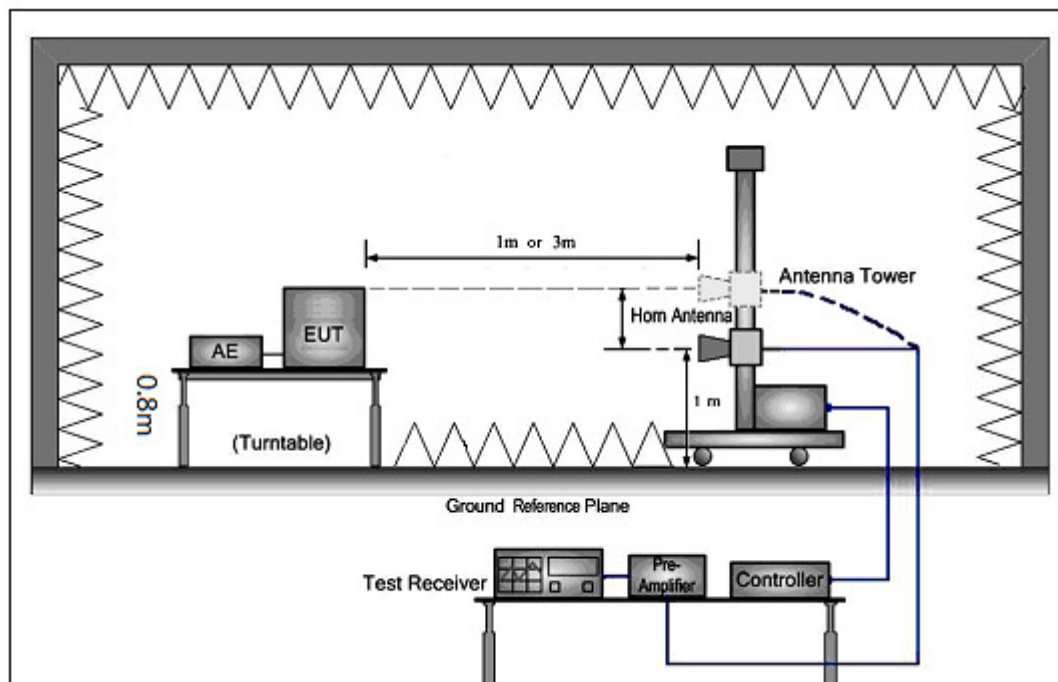 1m or 3m
Antenna Tower
Horn Antenna
EUT
AE
0.8m
1 m
(Turntable)
Ground Reference Plane
Test Receiver
Pre-
Amplifier
Controller